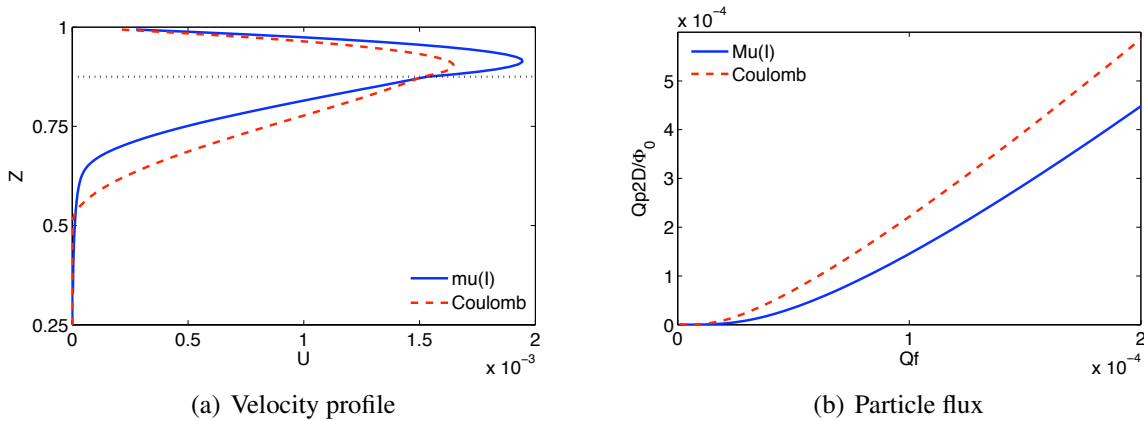 1
0.75
0.5
0.25
Z
0
0.5
1
1.5
2
U
x 10⁻³
mu(I)
Coulomb
(a) Velocity profile
x 10⁻⁴
5
4
3
2
1
0
Qp2D/Φ₀
Mu(I)
Coulomb
0
1
2
Qf
x 10⁻⁴
(b) Particle flux